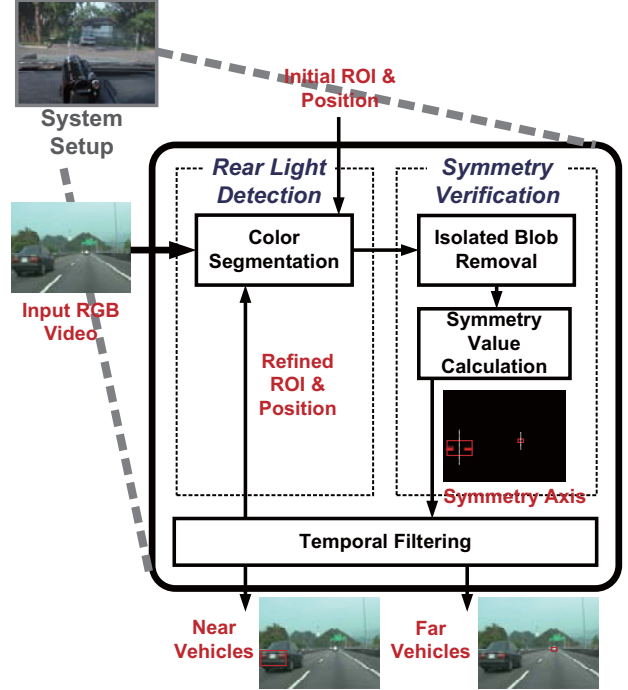 System
Setup
Initial ROI &
Position
Rear Light
Detection
Symmetry
Verification
Color
Segmentation
Isolated Blob
Removal
Input RGB
Video
Symmetry
Value
Calculation
Refined
ROI &
Position
Symmetry Axis
Temporal Filtering
Near
Vehicles
Far
Vehicles